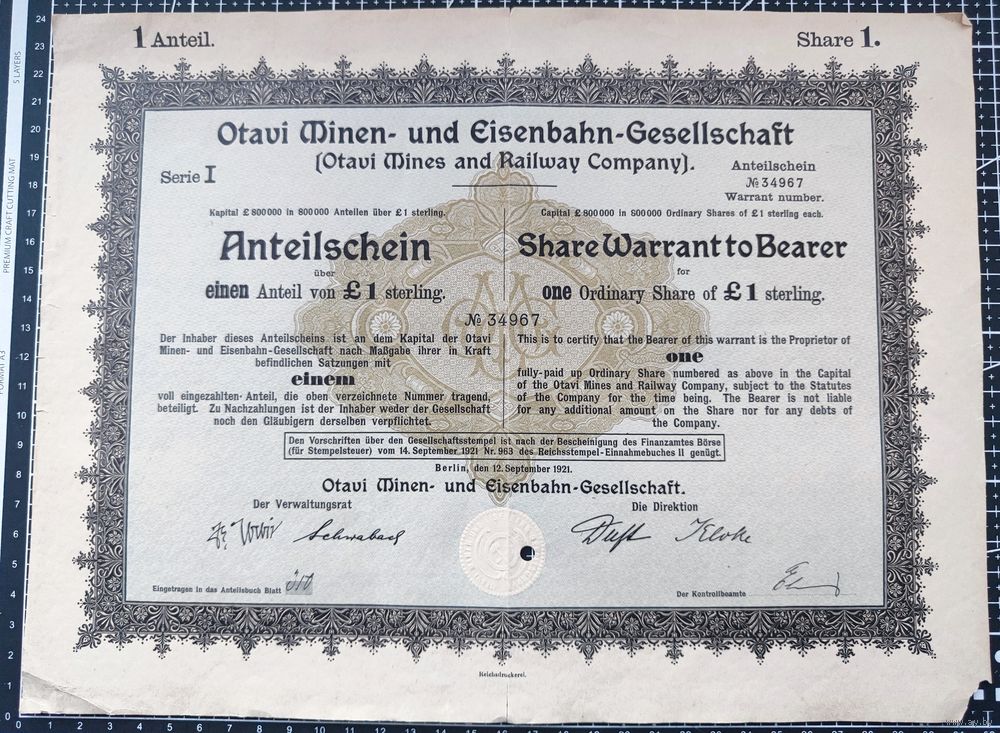 1 Anteil.
Share 1.
Otavi Minen- und Eisenbahn-Gesellschaft
(Otavi Mines and Railway Company).
Serie I
Anteilschein
№ 34967
Warrant number.
Kapital £ 800000 in 800000 Anteilen über £ 1 sterling.
Anteilschein
über
einen Anteil von £ 1 sterling.
Capital £ 800000 in 800000 Ordinary Shares of £ 1 sterling each.
Share Warrant to Bearer
for
one Ordinary Share of £ 1 sterling.
№ 34967
Der Inhaber dieses Anteilscheins ist an dem Kapital der Otavi
Minen- und Eisenbahn-Gesellschaft nach Maßgabe ihrer in Kraft
befindlichen Satzungen mit
einem
voll eingezahlten Anteil, die oben verzeichnete Nummer tragend,
beteiligt. Zu Nachzahlungen ist der Inhaber weder der Gesellschaft
noch den Gläubigern derselben verpflichtet.
This is to certify that the Bearer of this warrant is the Proprietor of
one
fully-paid up Ordinary Share numbered as above in the Capital
of the Otavi Mines and Railway Company, subject to the Statutes
of the Company for the time being. The Bearer is not liable
for any additional amount on the Share nor for any debts of
the Company.
Den Vorschriften über den Gesellschaftsstempel ist nach der Bescheinigung des Finanzamtes Börse
(für Stempelsteuer) vom 14. September 1921 Nr. 963 des Reichsstempel-Einnahmebuches II genügt.
Berlin, den 12. September 1921.
Otavi Minen- und Eisenbahn-Gesellschaft.
Der Verwaltungsrat
Die Direktion
Schwabach
Eingetragen in das Anteilsbuch Blatt
Der Kontrollbeamte
Reichsdruckerei.
PREMIUM CRAFT CUTTING MAT
5 LAYERS
FORMAT A3
www.ay.by